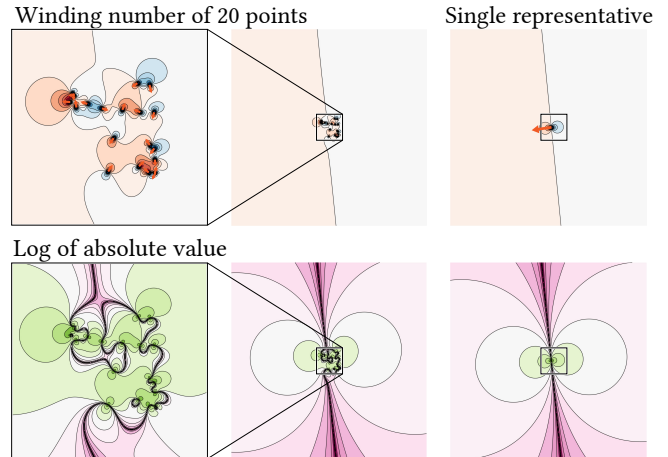 Winding number of 20 points
Single representative
Log of absolute value